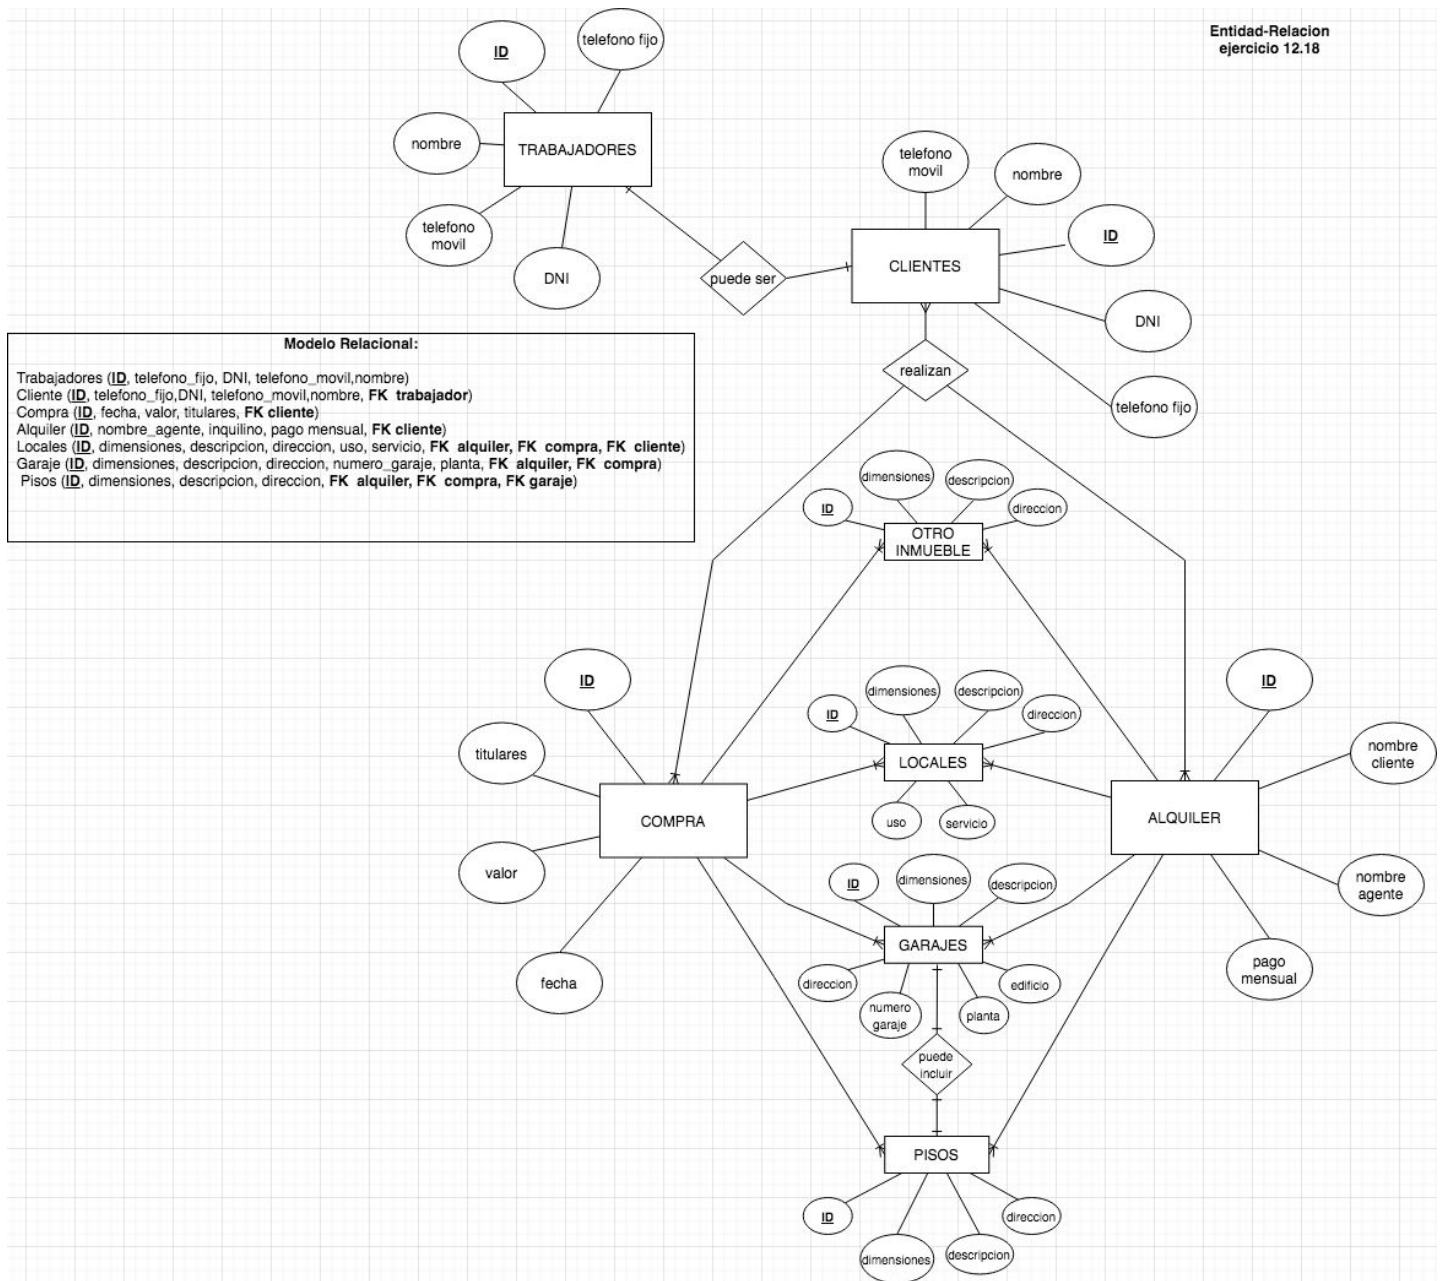 Entidad-Relacion
ejercicio 12.18
ID
telefono fijo
nombre
TRABAJADORES
telefono
movil
DNI
puede ser
telefono
movil
nombre
ID
CLIENTES
DNI
telefono fijo
realizan
Modelo Relacional:
Trabajadores (ID, telefono_fijo, DNI, telefono_movil,nombre)
Cliente (ID, telefono_fijo,DNI, telefono_movil,nombre, FK trabajador)
Compra (ID, fecha, valor, titulares, FK cliente)
Alquiler (ID, nombre_agente, inquilino, pago mensual, FK cliente)
Locales (ID, dimensiones, descripcion, direccion, uso, servicio, FK alquiler, FK compra, FK cliente)
Garaje (ID, dimensiones, descripcion, direccion, numero_garaje, planta, FK alquiler, FK compra)
Pisos (ID, dimensiones, descripcion, direccion, FK alquiler, FK compra, FK garaje)
dimensiones
descripcion
ID
direccion
OTRO
INMUEBLE
ID
titulares
COMPRA
valor
fecha
dimensiones
descripcion
ID
direccion
LOCALES
uso
servicio
ID
nombre
cliente
ALQUILER
nombre
agente
pago
mensual
ID
dimensiones
descripcion
GARAJES
direccion
numero
garaje
planta
edificio
puede
incluir
PISOS
ID
dimensiones
descripcion
direccion